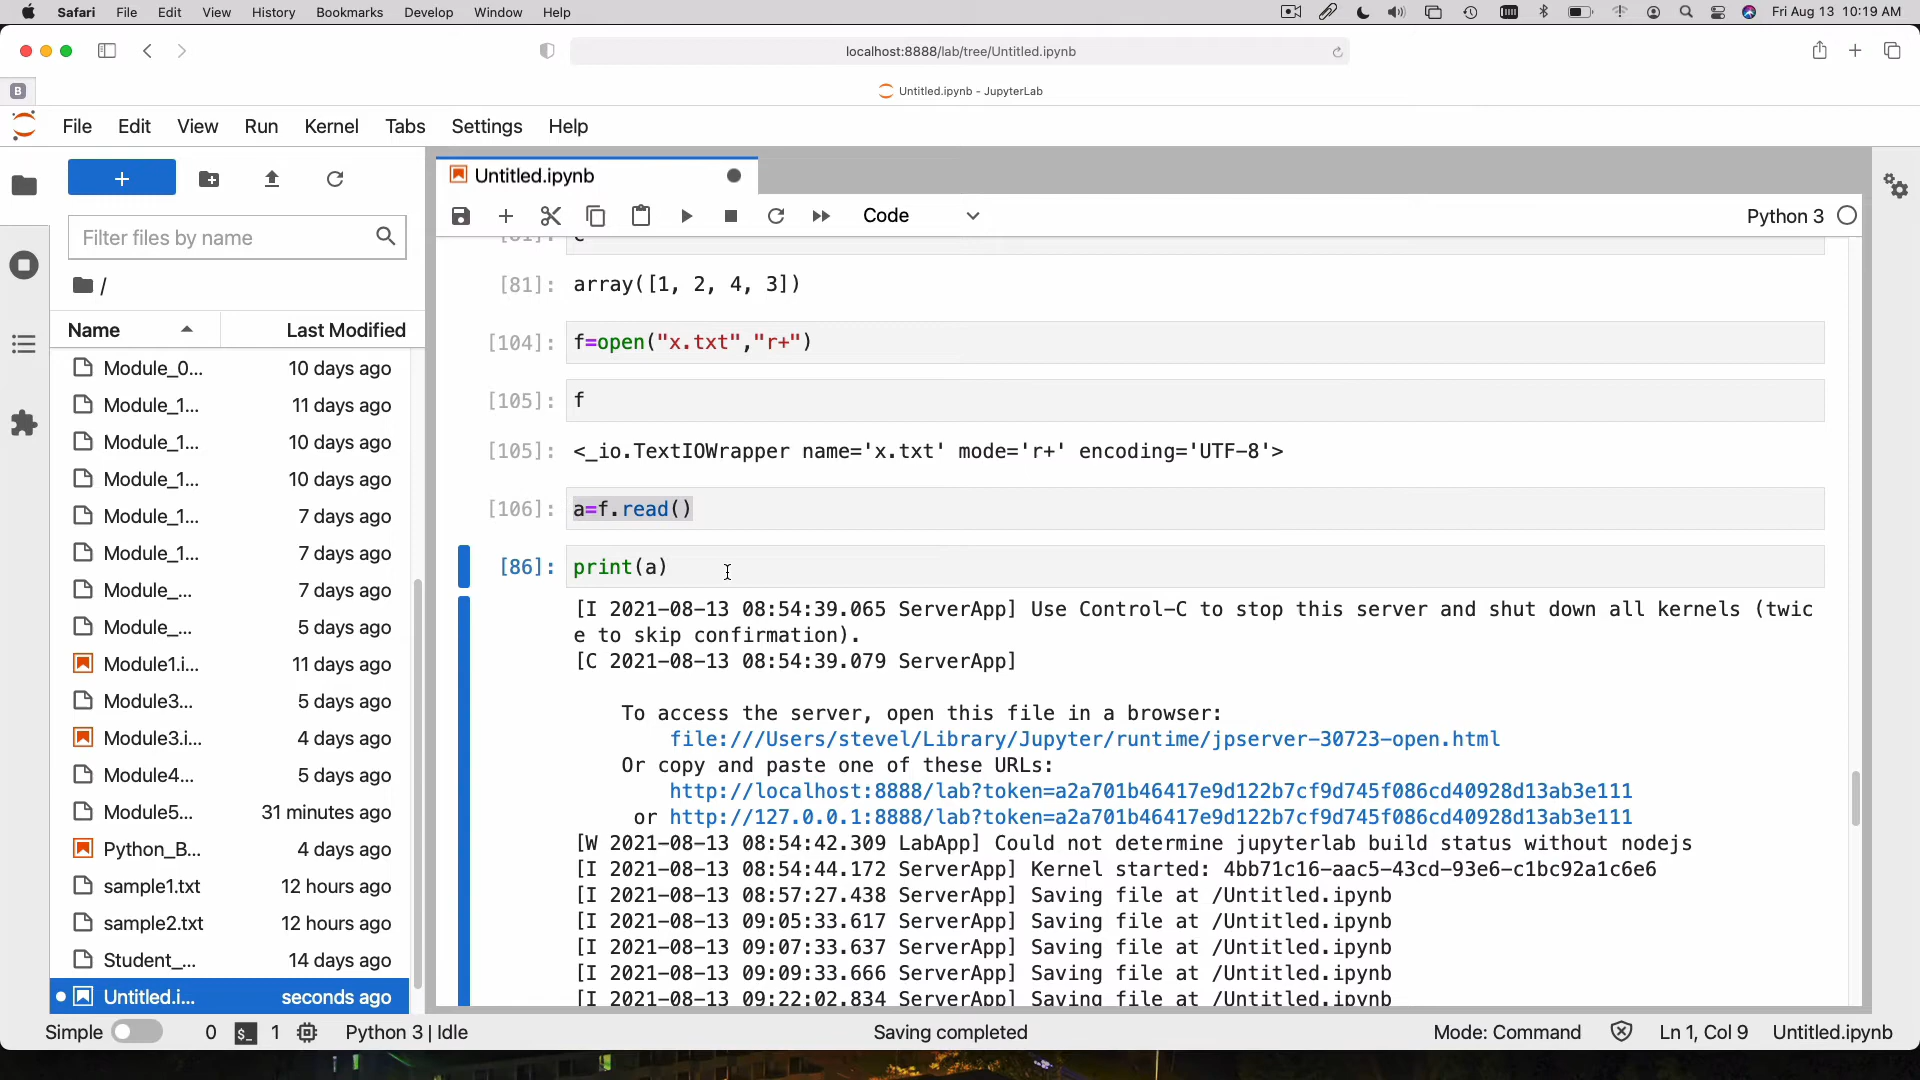 Safari File Edit View History Bookmarks Develop Window Help Fri Aug 13 10:19 AM
localhost:8888/lab/tree/Untitled.ipynb
B Untitled.ipynb - JupyterLab
File Edit View Run Kernel Tabs Settings Help
+
Untitled.ipynb
Code
Python 3
Filter files by name
/
Name Last Modified
Module_0... 10 days ago
Module_1... 11 days ago
Module_1... 10 days ago
Module_1... 10 days ago
Module_1... 7 days ago
Module_1... 7 days ago
Module_... 7 days ago
Module_... 5 days ago
Module1.i... 11 days ago
Module3... 5 days ago
Module3.i... 4 days ago
Module4... 5 days ago
Module5... 31 minutes ago
Python_B... 4 days ago
sample1.txt 12 hours ago
sample2.txt 12 hours ago
Student_... 14 days ago
Untitled.i... seconds ago
[81]: array([1, 2, 4, 3])
[104]: f=open("x.txt","r+")
[105]: f
[105]: <_io.TextIOWrapper name='x.txt' mode='r+' encoding='UTF-8'>
[106]: a=f.read()
[86]: print(a)
[I 2021-08-13 08:54:39.065 ServerApp] Use Control-C to stop this server and shut down all kernels (twic
e to skip confirmation).
[C 2021-08-13 08:54:39.079 ServerApp]
To access the server, open this file in a browser:
file:///Users/stevel/Library/Jupyter/runtime/jpserver-30723-open.html
Or copy and paste one of these URLs:
http://localhost:8888/lab?token=a2a701b46417e9d122b7cf9d745f086cd40928d13ab3e111
or http://127.0.0.1:8888/lab?token=a2a701b46417e9d122b7cf9d745f086cd40928d13ab3e111
[W 2021-08-13 08:54:42.309 LabApp] Could not determine jupyterlab build status without nodejs
[I 2021-08-13 08:54:44.172 ServerApp] Kernel started: 4bb71c16-aac5-43cd-93e6-c1bc92a1c6e6
[I 2021-08-13 08:57:27.438 ServerApp] Saving file at /Untitled.ipynb
[I 2021-08-13 09:05:33.617 ServerApp] Saving file at /Untitled.ipynb
[I 2021-08-13 09:07:33.637 ServerApp] Saving file at /Untitled.ipynb
[I 2021-08-13 09:09:33.666 ServerApp] Saving file at /Untitled.ipynb
[I 2021-08-13 09:22:02.834 ServerApp] Saving file at /Untitled.ipynb
Simple 0 $_ 1 Python 3 | Idle Saving completed Mode: Command Ln 1, Col 9 Untitled.ipynb